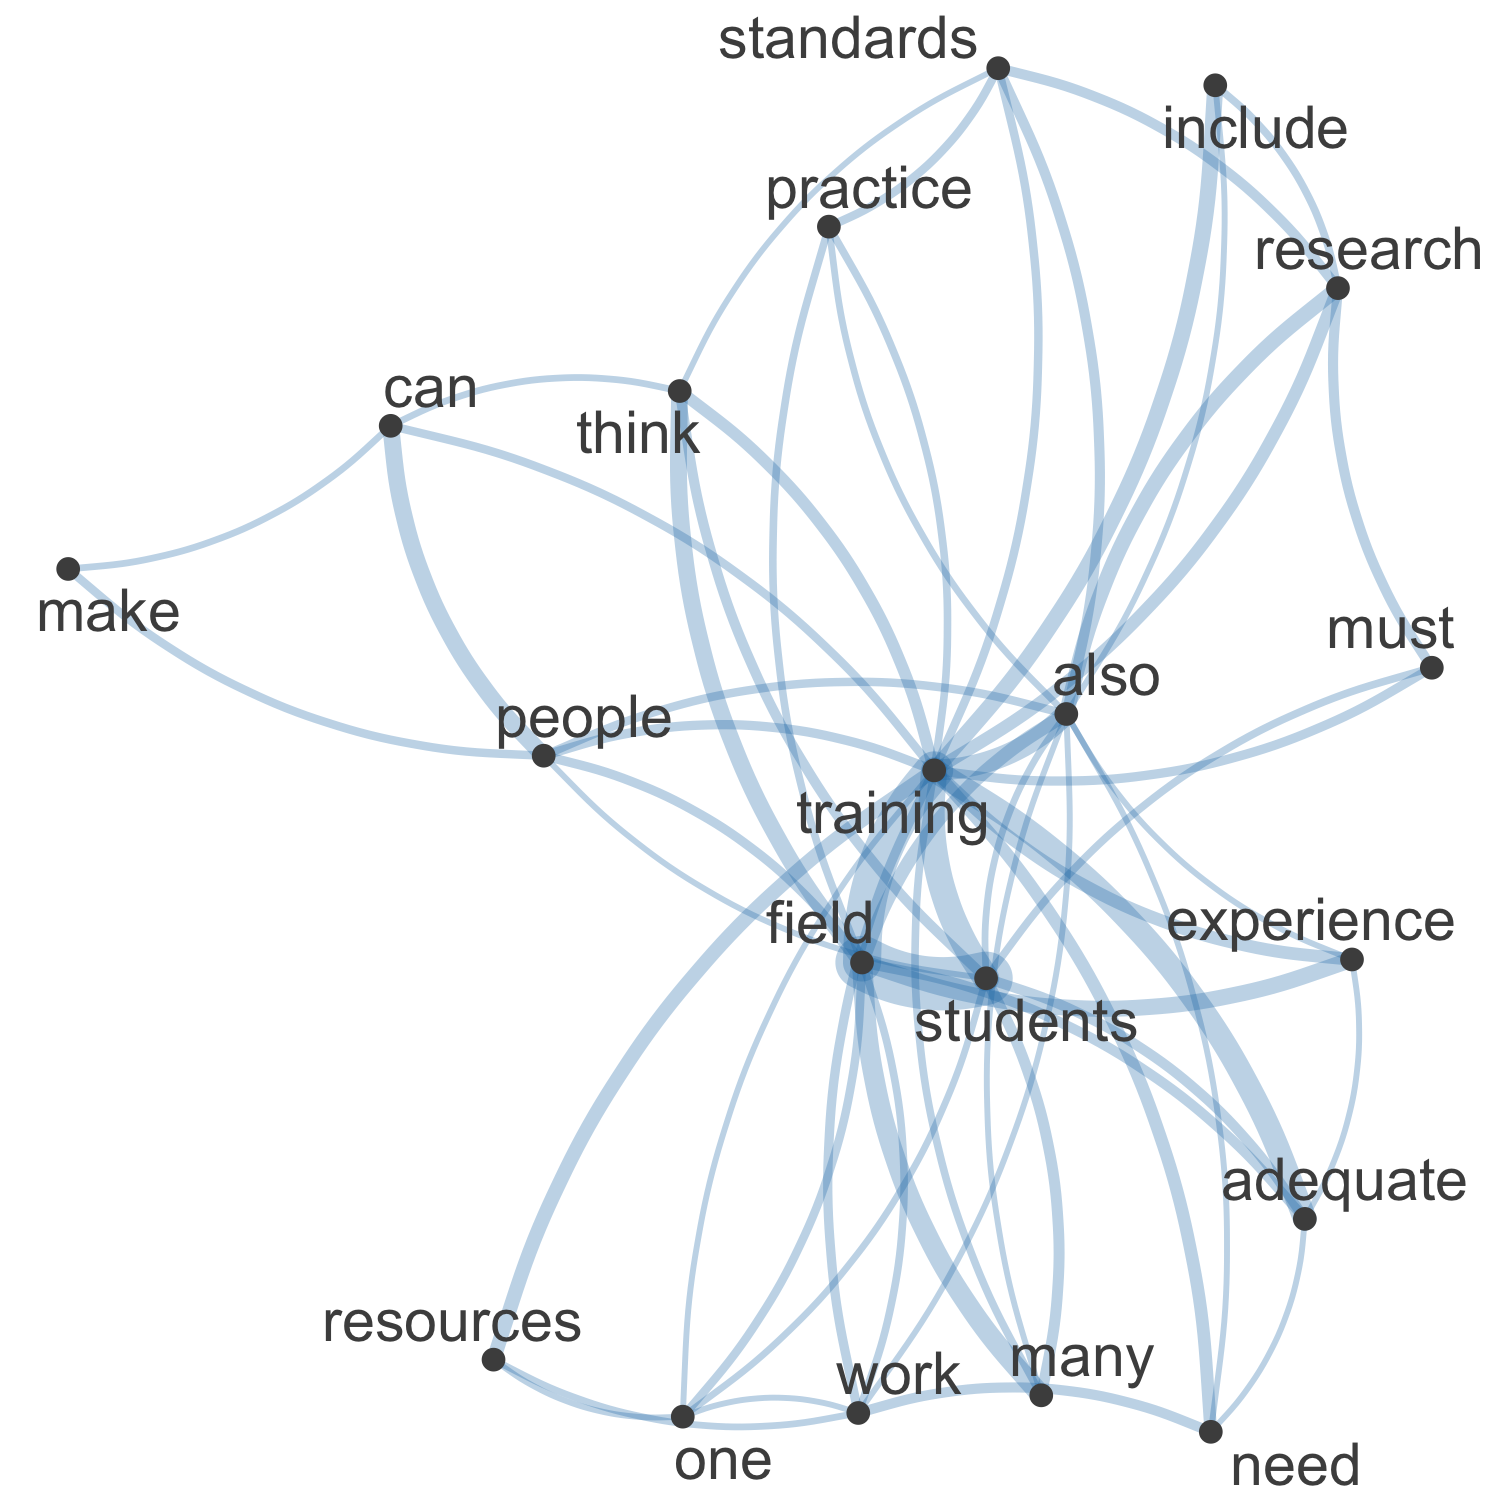 standards
include
practice
research
can
think
make
must
also
people
training
field
experience
students
adequate
resources
many
work
one
need